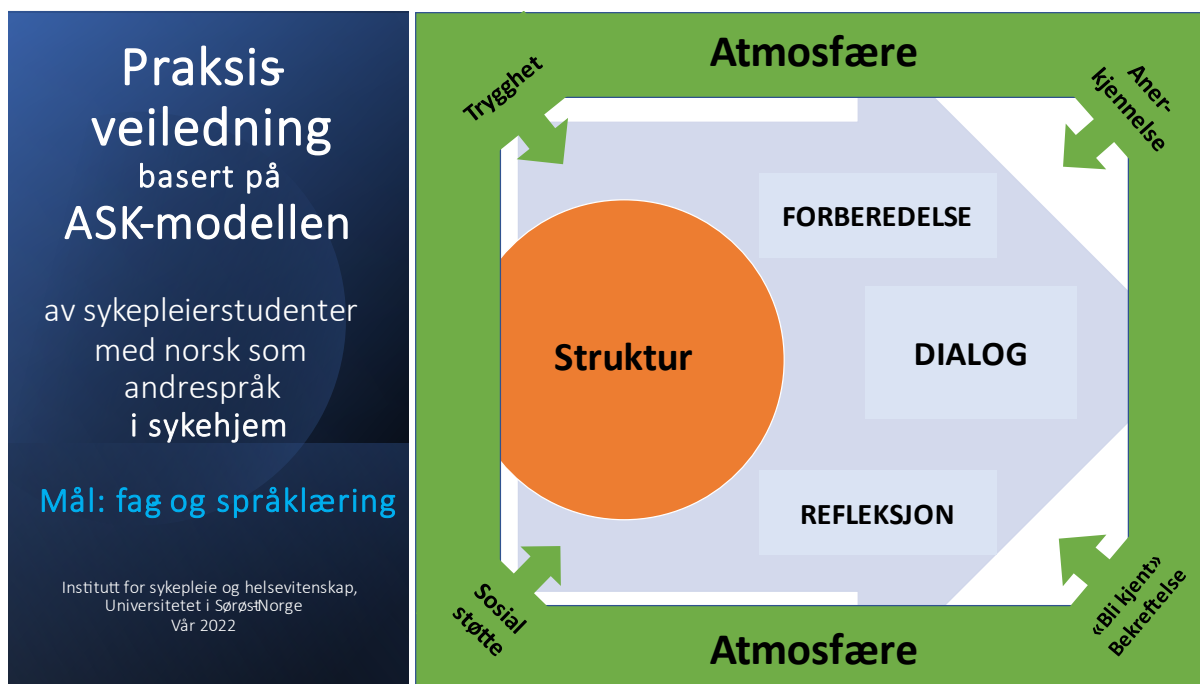 Praksis-
veiledning
basert på
ASK-modellen
av sykepleierstudenter
med norsk som
andrespråk
i sykehjem
Mål: fag- og språklæring
Institutt for sykepleie og helsevitenskap,
Universitetet i Sørøst-Norge
Vår 2022
Atmosfære
Trygghet
Aner-
kjennelse
FORBEREDELSE
Struktur
DIALOG
REFLEKSJON
Sosial
støtte
«Bli kjent»
Bekreftelse
Atmosfære